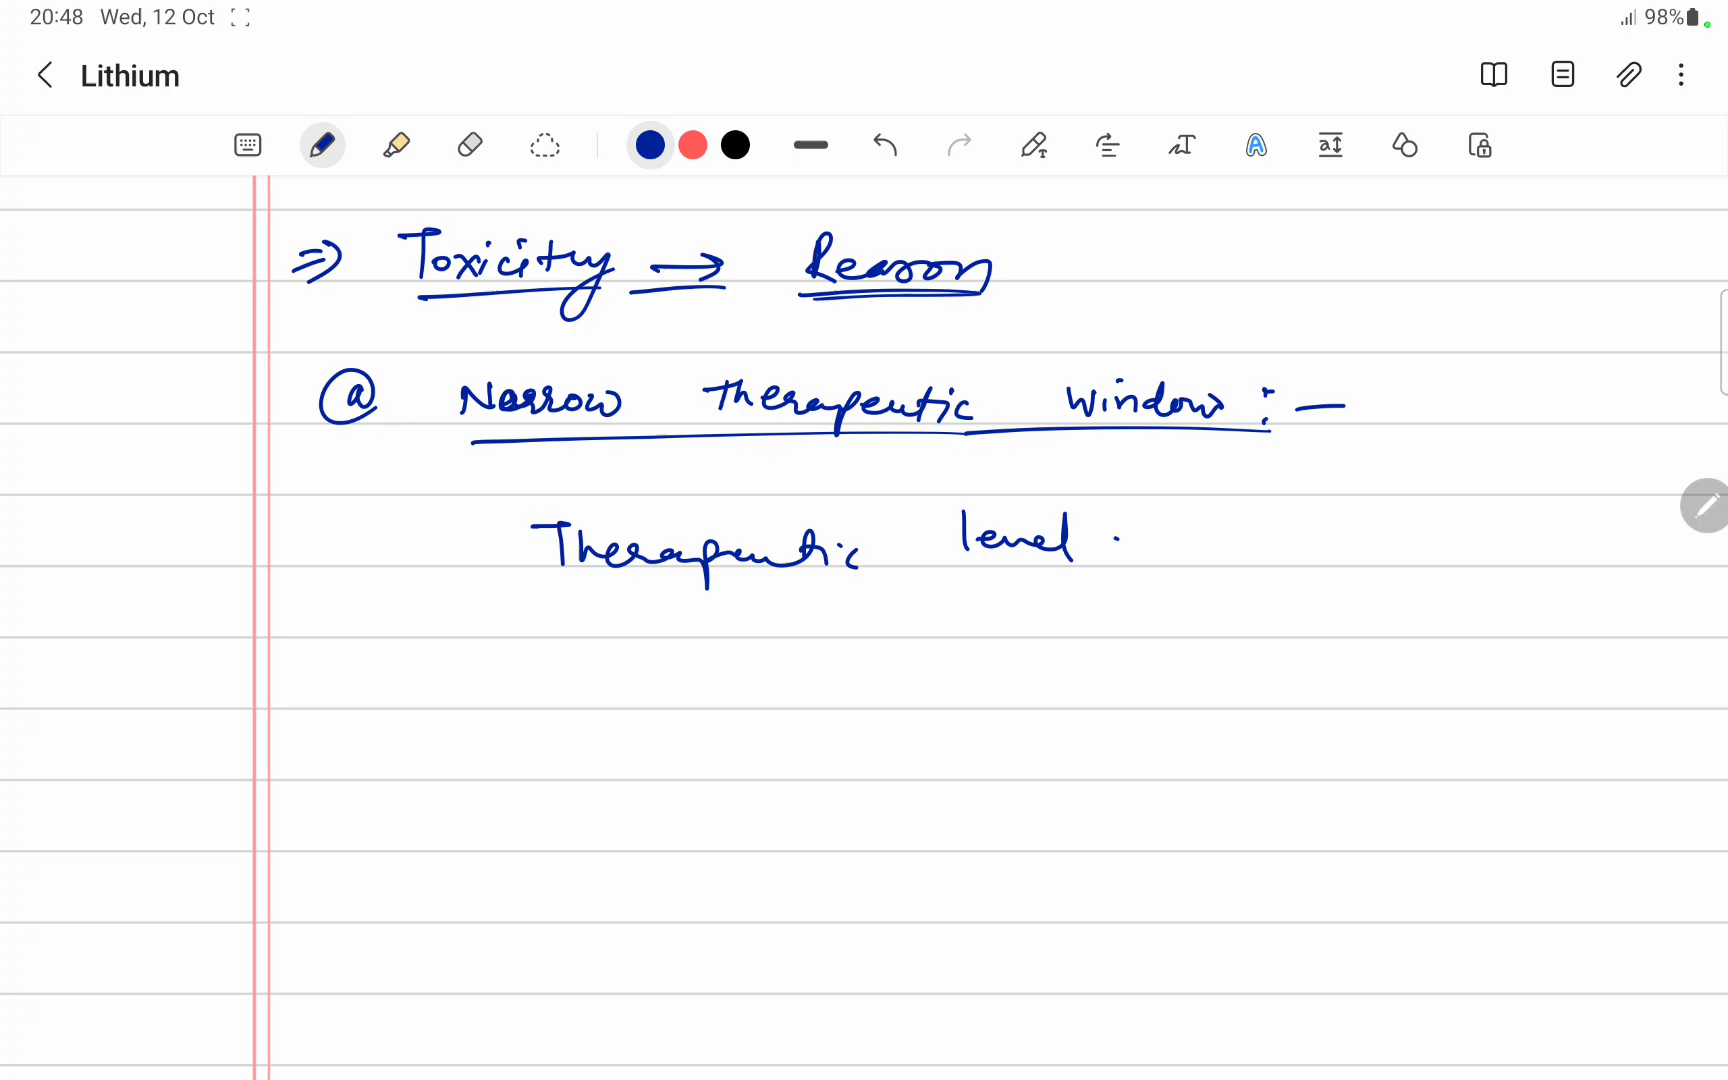 20:48 Wed, 12 Oct 98%
Lithium
⇒ Toxicity → Reason
ⓐ Narrow therapeutic window :-
Therapeutic level .